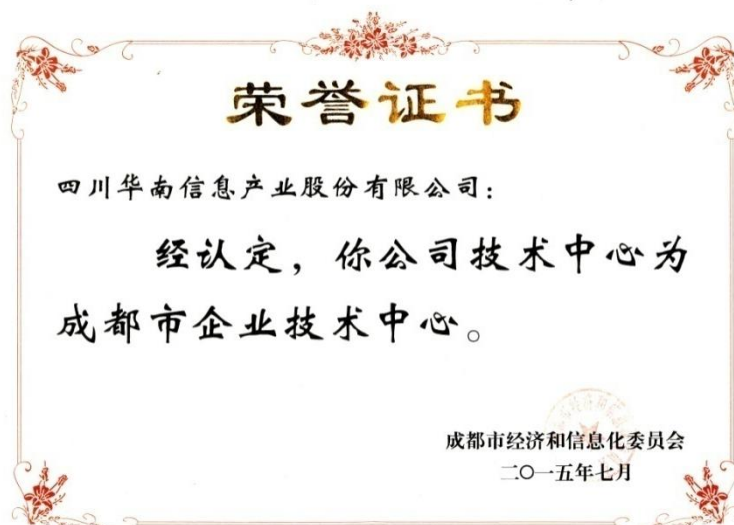 荣誉证书
四川华南信息产业股份有限公司：
经认定，你公司技术中心为
成都市企业技术中心。
成都市经济和信息化委员会
二〇一五年七月